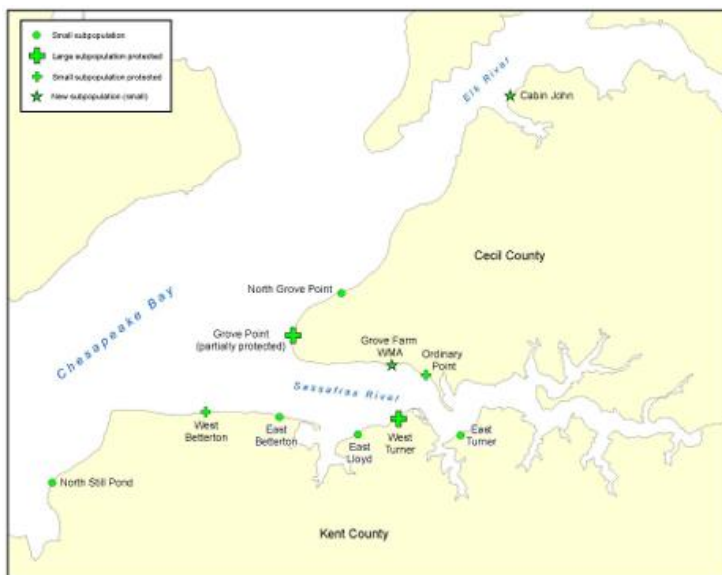 Small subpopulation
Large subpopulation protected
Small subpopulation protected
New subpopulation (small)
Elk River
Cabin John
Cecil County
North Grove Point
Chesapeake Bay
Grove Point
(partially protected)
Grove Farm
WMA
Ordinary
Point
Sassafras River
West
Betterton
East
Betterton
East
Lloyd
West
Turner
East
Turner
North Still Pond
Kent County